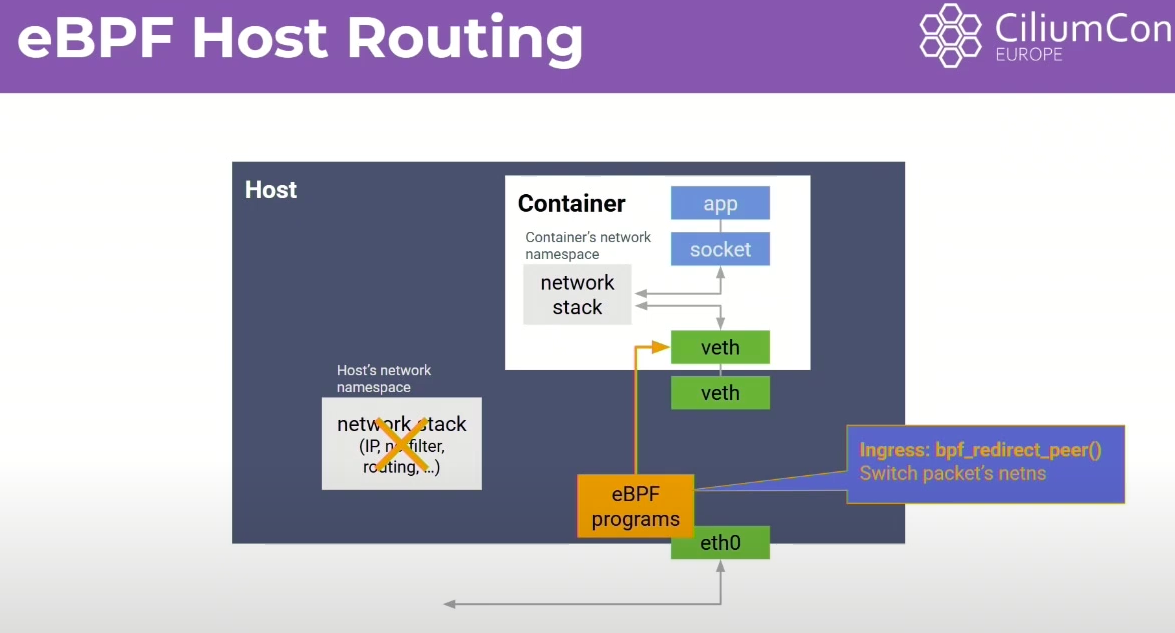 eBPF Host Routing
CiliumCon
EUROPE
Host
Container
app
Container's network
namespace
socket
network
stack
veth
Host's network
namespace
veth
network stack
(IP, netfilter,
routing, ...)
Ingress: bpf_redirect_peer()
Switch packet's netns
eBPF
programs
eth0